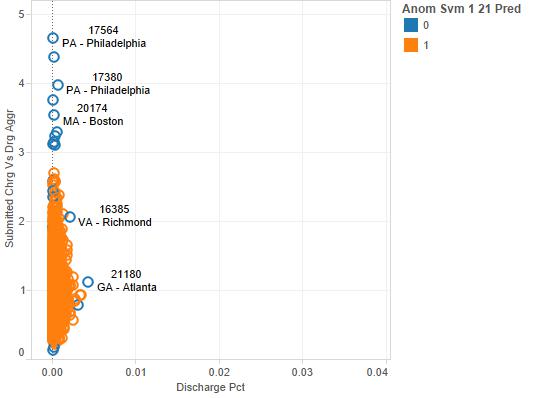 Anom Svm 1 21 Pred
0
1
5
4
3
2
1
0
Submitted Chrg Vs Drg Aggr
17564
PA - Philadelphia
17380
PA - Philadelphia
20174
MA - Boston
16385
VA - Richmond
21180
GA - Atlanta
0.00 0.01 0.02 0.03 0.04
Discharge Pct